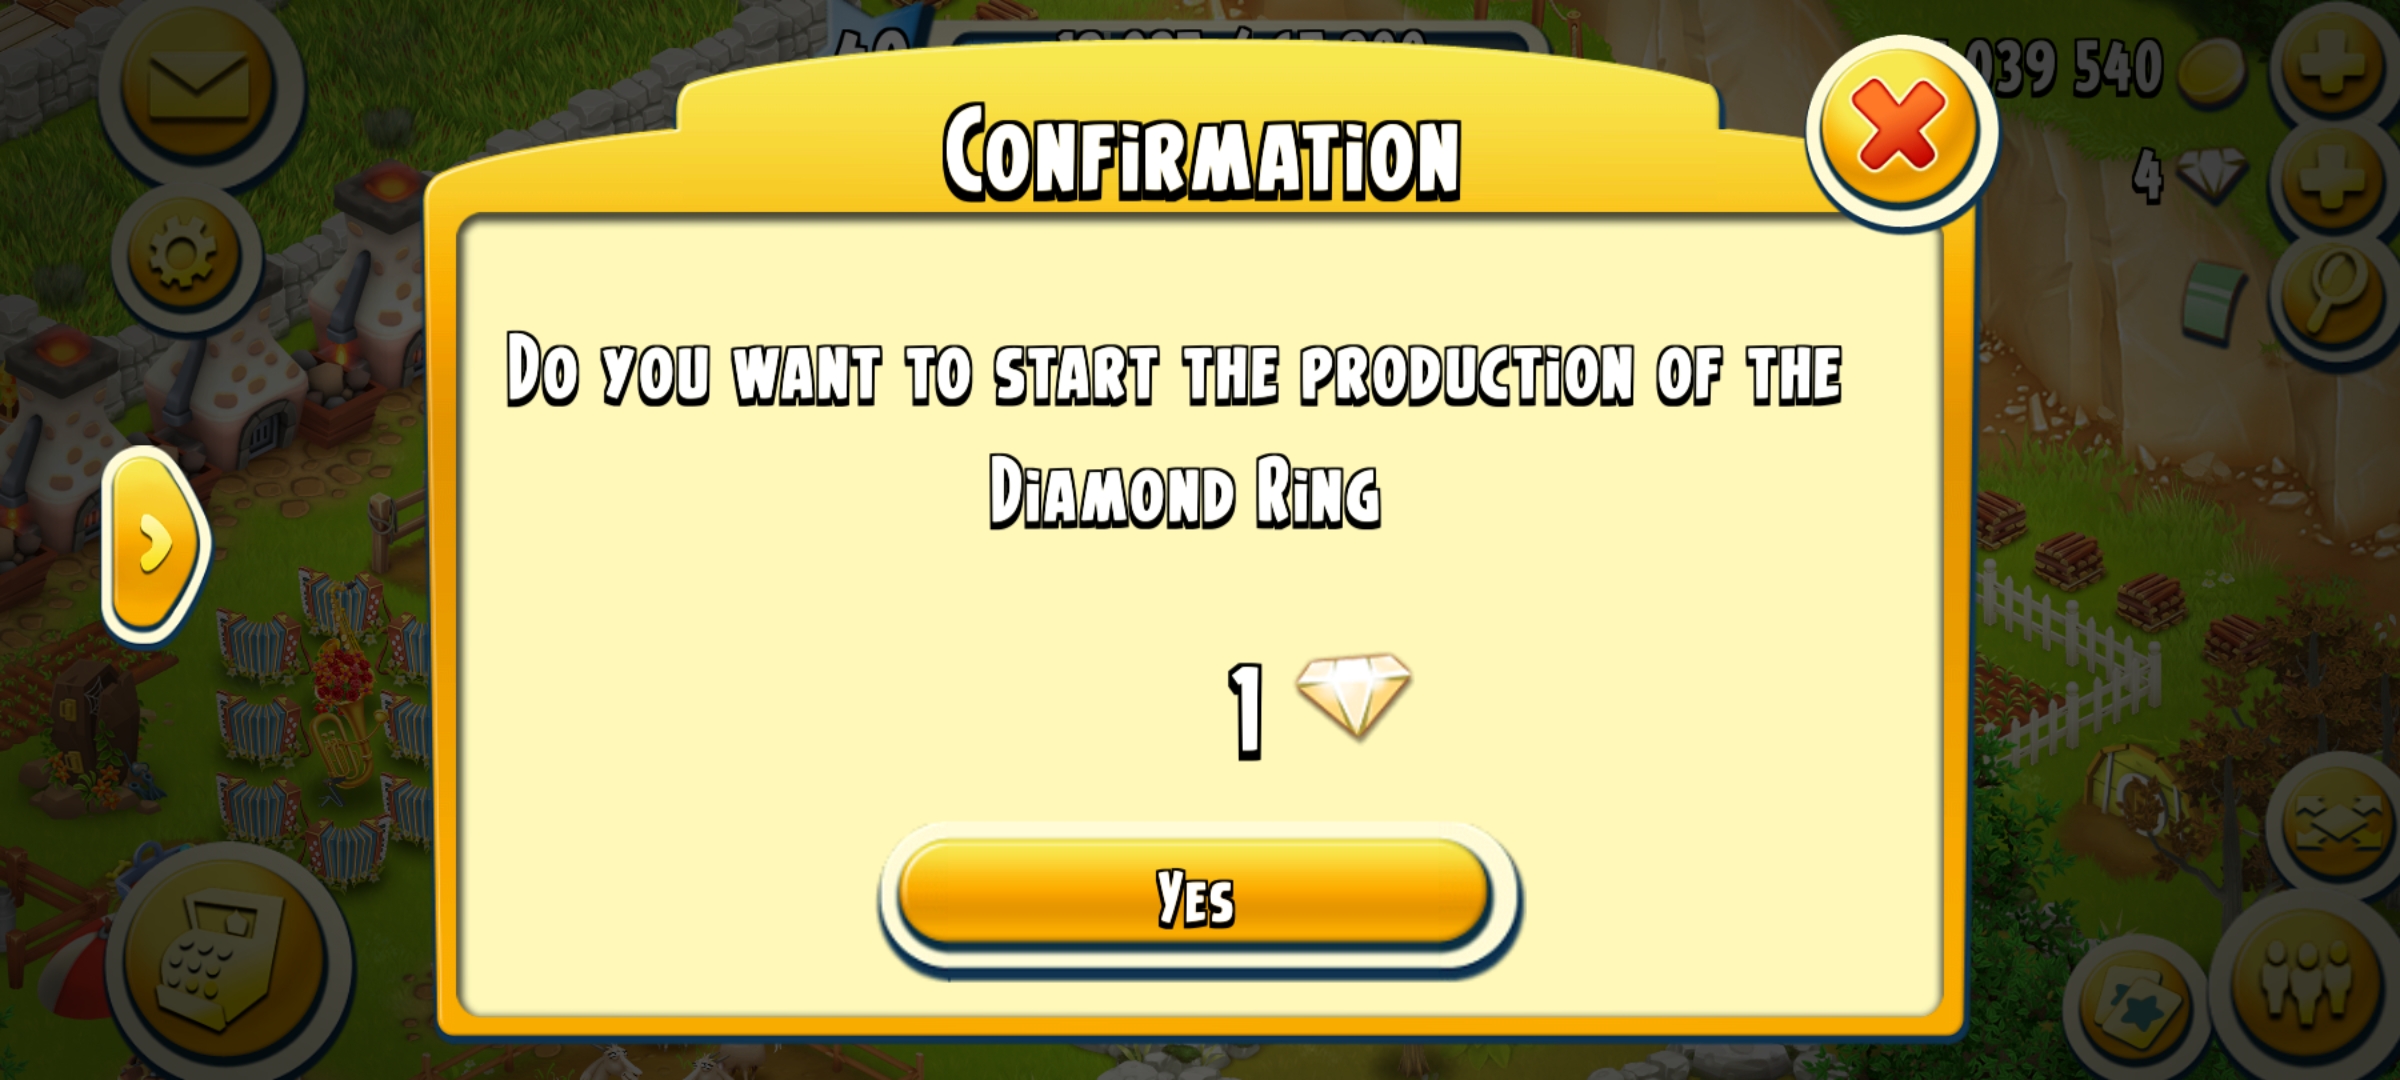 Confirmation
039 540
4
Do you want to start the production of the
Diamond Ring
1
Yes